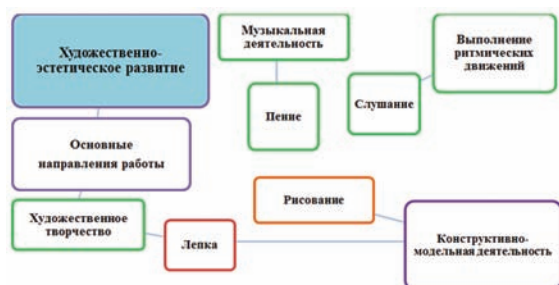 Художественно-
эстетическое развитие
Музыкальная
деятельность
Выполнение
ритмических
движений
Пение
Слушание
Основные
направления работы
Рисование
Художественное
творчество
Лепка
Конструктивно-
модельная деятельность